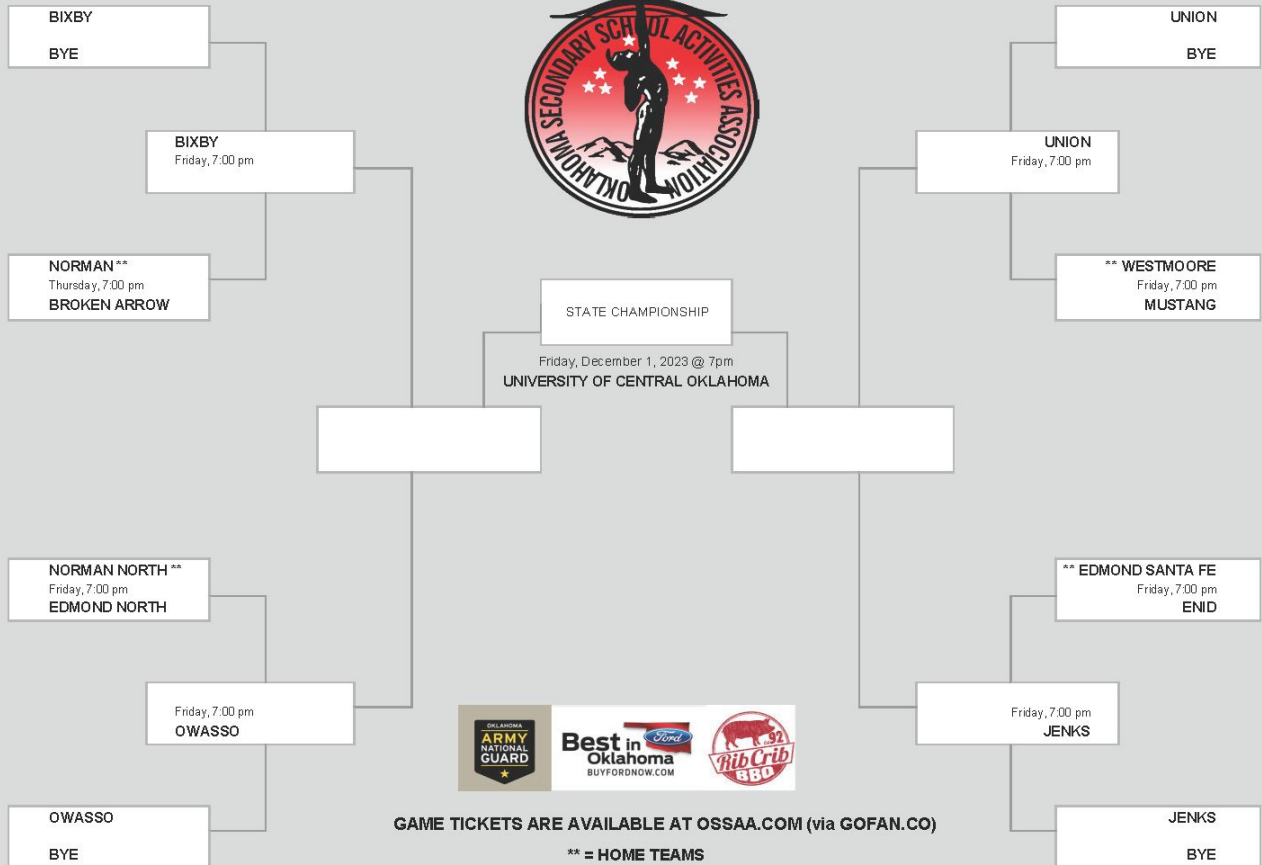 BIXBY
BYE
BIXBY
Friday, 7:00 pm
NORMAN **
Thursday, 7:00 pm
BROKEN ARROW
NORMAN NORTH **
Friday, 7:00 pm
EDMOND NORTH
Friday, 7:00 pm
OWASSO
OWASSO
BYE
OKLAHOMA SECONDARY SCHOOL ACTIVITIES ASSOCIATION
STATE CHAMPIONSHIP
Friday, December 1, 2023 @ 7pm
UNIVERSITY OF CENTRAL OKLAHOMA
UNION
BYE
UNION
Friday, 7:00 pm
** WESTMOORE
Friday, 7:00 pm
MUSTANG
** EDMOND SANTA FE
Friday, 7:00 pm
ENID
Friday, 7:00 pm
JENKS
JENKS
BYE
OKLAHOMA
ARMY
NATIONAL
GUARD
Best in
Oklahoma
Ford
BUYFORDNOW.COM
92
Rib Crib
BBQ
GAME TICKETS ARE AVAILABLE AT OSSAA.COM (via GOFAN.CO)
** = HOME TEAMS